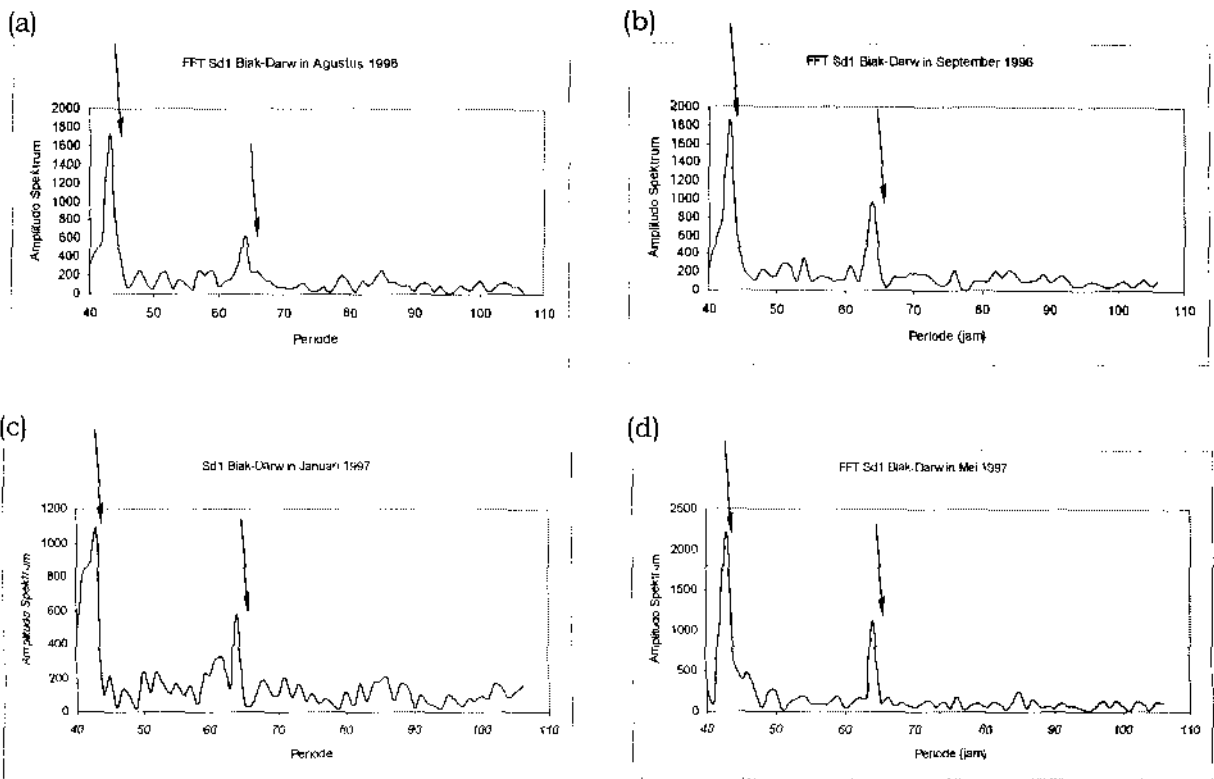 (a)
FFT Sd1 Biak-Darwin Agustus 1996
Amplitudo Spektrum
2000
1800
1600
1400
1200
1000
800
600
400
200
0
40 50 60 70 80 90 100 110
Periode
(b)
FFT Sd1 Biak-Darwin September 1996
Amplitudo Spektrum
2000
1800
1600
1400
1200
1000
800
600
400
200
0
40 50 60 70 80 90 100 110
Periode (jam)
(c)
Sd1 Biak-Darwin Januari 1997
Amplitudo Spektrum
1200
1000
800
600
400
200
0
40 50 60 70 80 90 100 110
Periode
(d)
FFT Sd1 Biak-Darwin Mei 1997
Amplitudo Spektrum
2500
2000
1500
1000
500
0
40 50 60 70 80 90 100 110
Periode (jam)